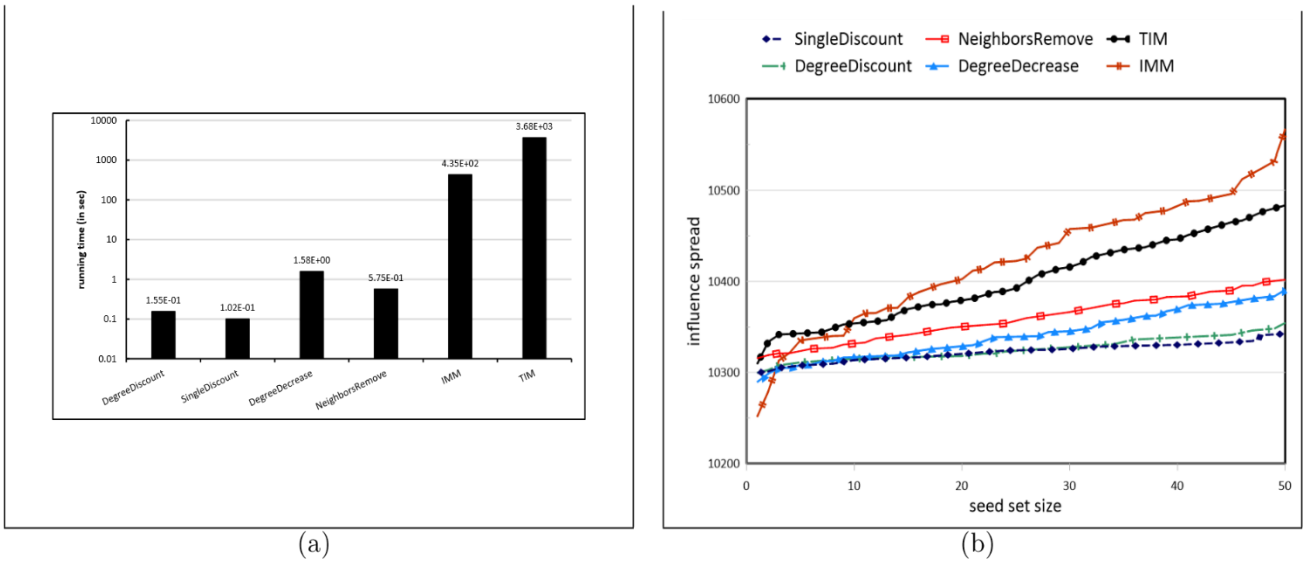 10000
1000
100
10
1
0.1
0.01
running time (in sec)
1.55E-01
1.02E-01
1.58E+00
5.75E-01
4.35E+02
3.68E+03
DegreeDiscount
SingleDiscount
DegreeDecrease
NeighborsRemove
IMM
TIM
(a)
SingleDiscount NeighborsRemove TIM
DegreeDiscount DegreeDecrease IMM
10600
10500
10400
10300
10200
influence spread
0 10 20 30 40 50
seed set size
(b)